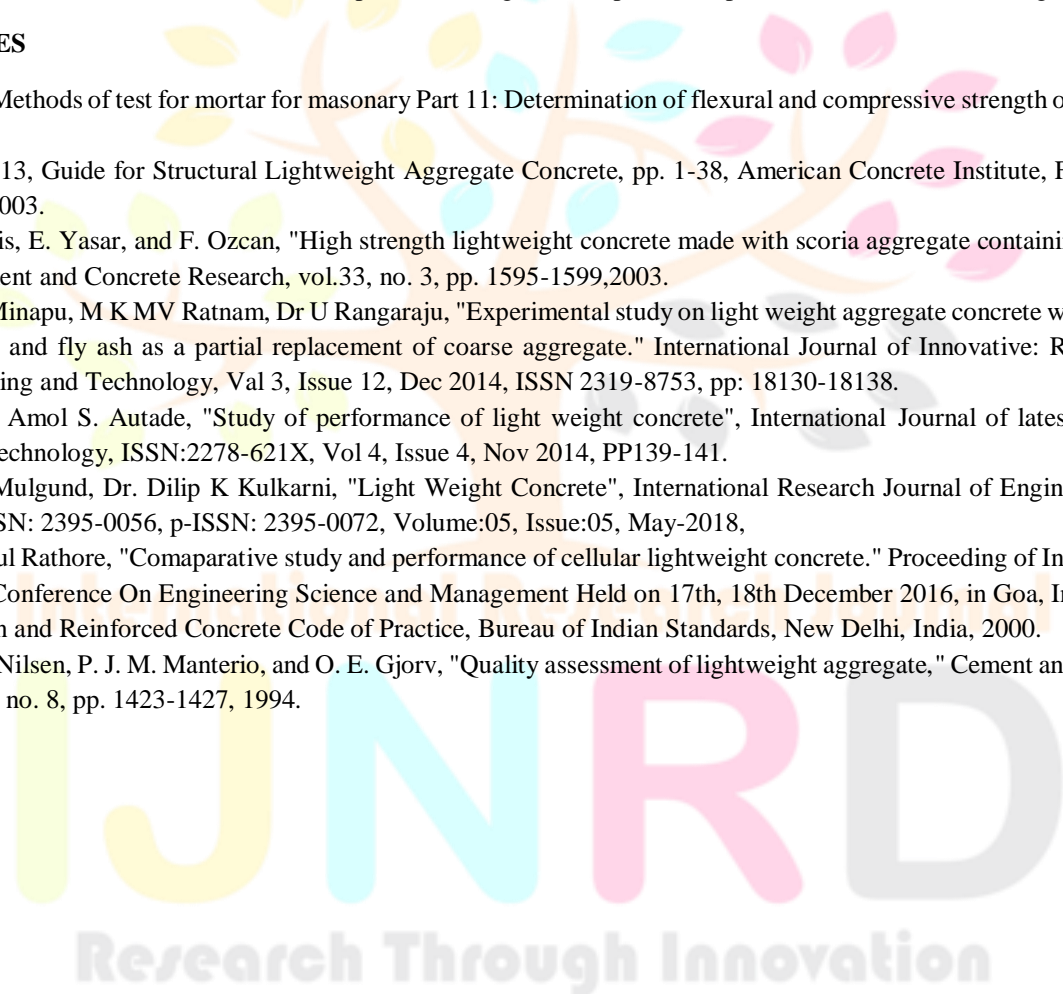 ES
Methods of test for mortar for masonary Part 11: Determination of flexural and compressive strength o
13, Guide for Structural Lightweight Aggregate Concrete, pp. 1-38, American Concrete Institute, F
003.
is, E. Yasar, and F. Ozcan, "High strength lightweight concrete made with scoria aggregate containi
ent and Concrete Research, vol.33, no. 3, pp. 1595-1599,2003.
Minapu, M K MV Ratnam, Dr U Rangaraju, "Experimental study on light weight aggregate concrete w
and fly ash as a partial replacement of coarse aggregate." International Journal of Innovative: R
ing and Technology, Val 3, Issue 12, Dec 2014, ISSN 2319-8753, pp: 18130-18138.
Amol S. Autade, "Study of performance of light weight concrete", International Journal of lates
echnology, ISSN:2278-621X, Vol 4, Issue 4, Nov 2014, PP139-141.
Mulgund, Dr. Dilip K Kulkarni, "Light Weight Concrete", International Research Journal of Engin
SN: 2395-0056, p-ISSN: 2395-0072, Volume:05, Issue:05, May-2018,
ul Rathore, "Comaparative study and performance of cellular lightweight concrete." Proceeding of In
Conference On Engineering Science and Management Held on 17th, 18th December 2016, in Goa, In
n and Reinforced Concrete Code of Practice, Bureau of Indian Standards, New Delhi, India, 2000.
Nilsen, P. J. M. Manterio, and O. E. Gjorv, "Quality assessment of lightweight aggregate," Cement an
no. 8, pp. 1423-1427, 1994.
International Research Journal
IJNRD
Research Through Innovation